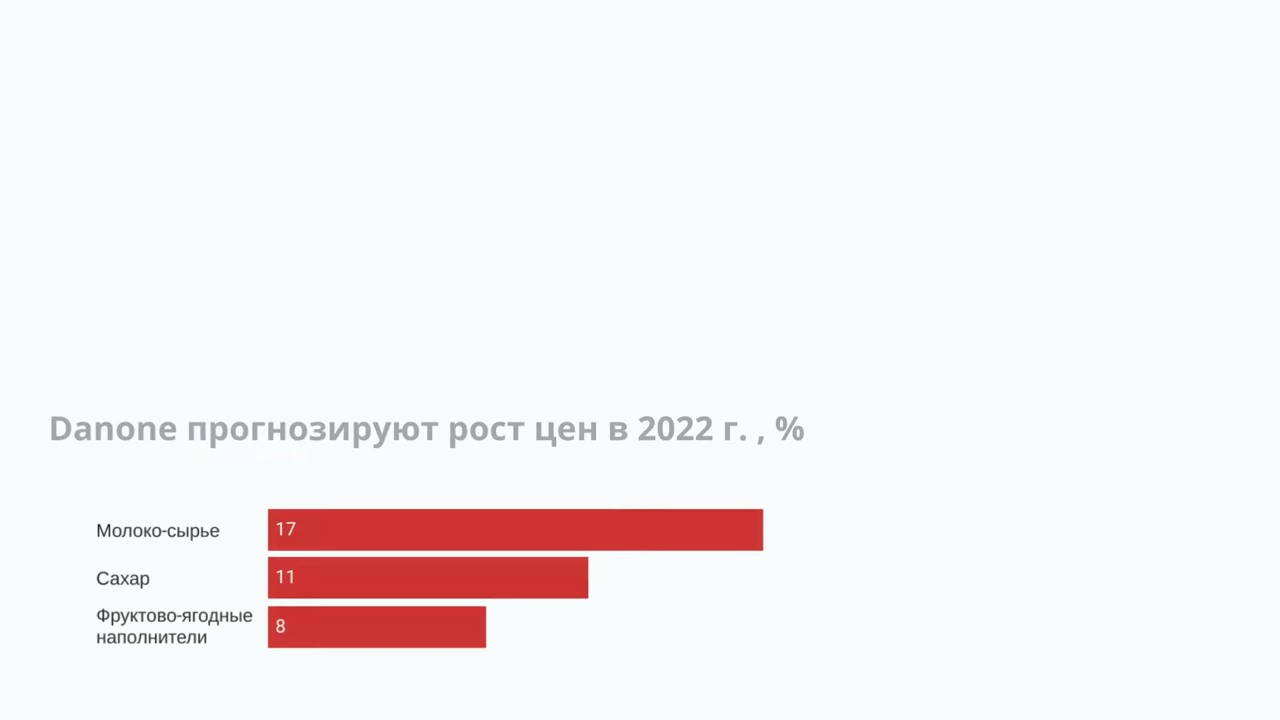 Danone прогнозируют рост цен в 2022 г. , %
Молоко-сырье 17
Сахар 11
Фруктово-ягодные
наполнители 8